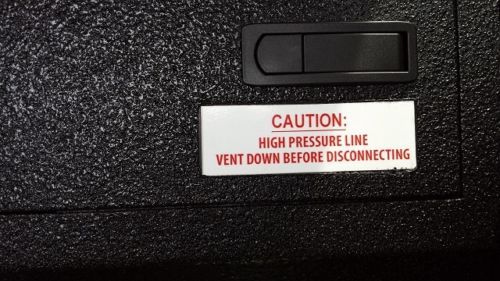 CAUTION:
HIGH PRESSURE LINE
VENT DOWN BEFORE DISCONNECTING